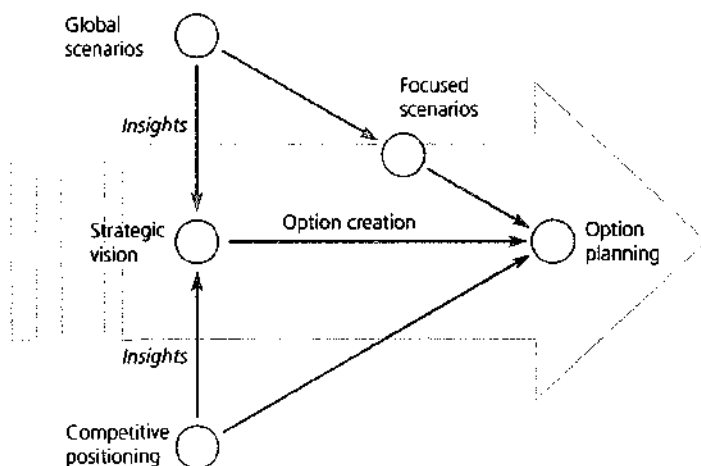 Global
scenarios
Focused
scenarios
Insights
Strategic
vision
Option creation
Option
planning
Insights
Competitive
positioning